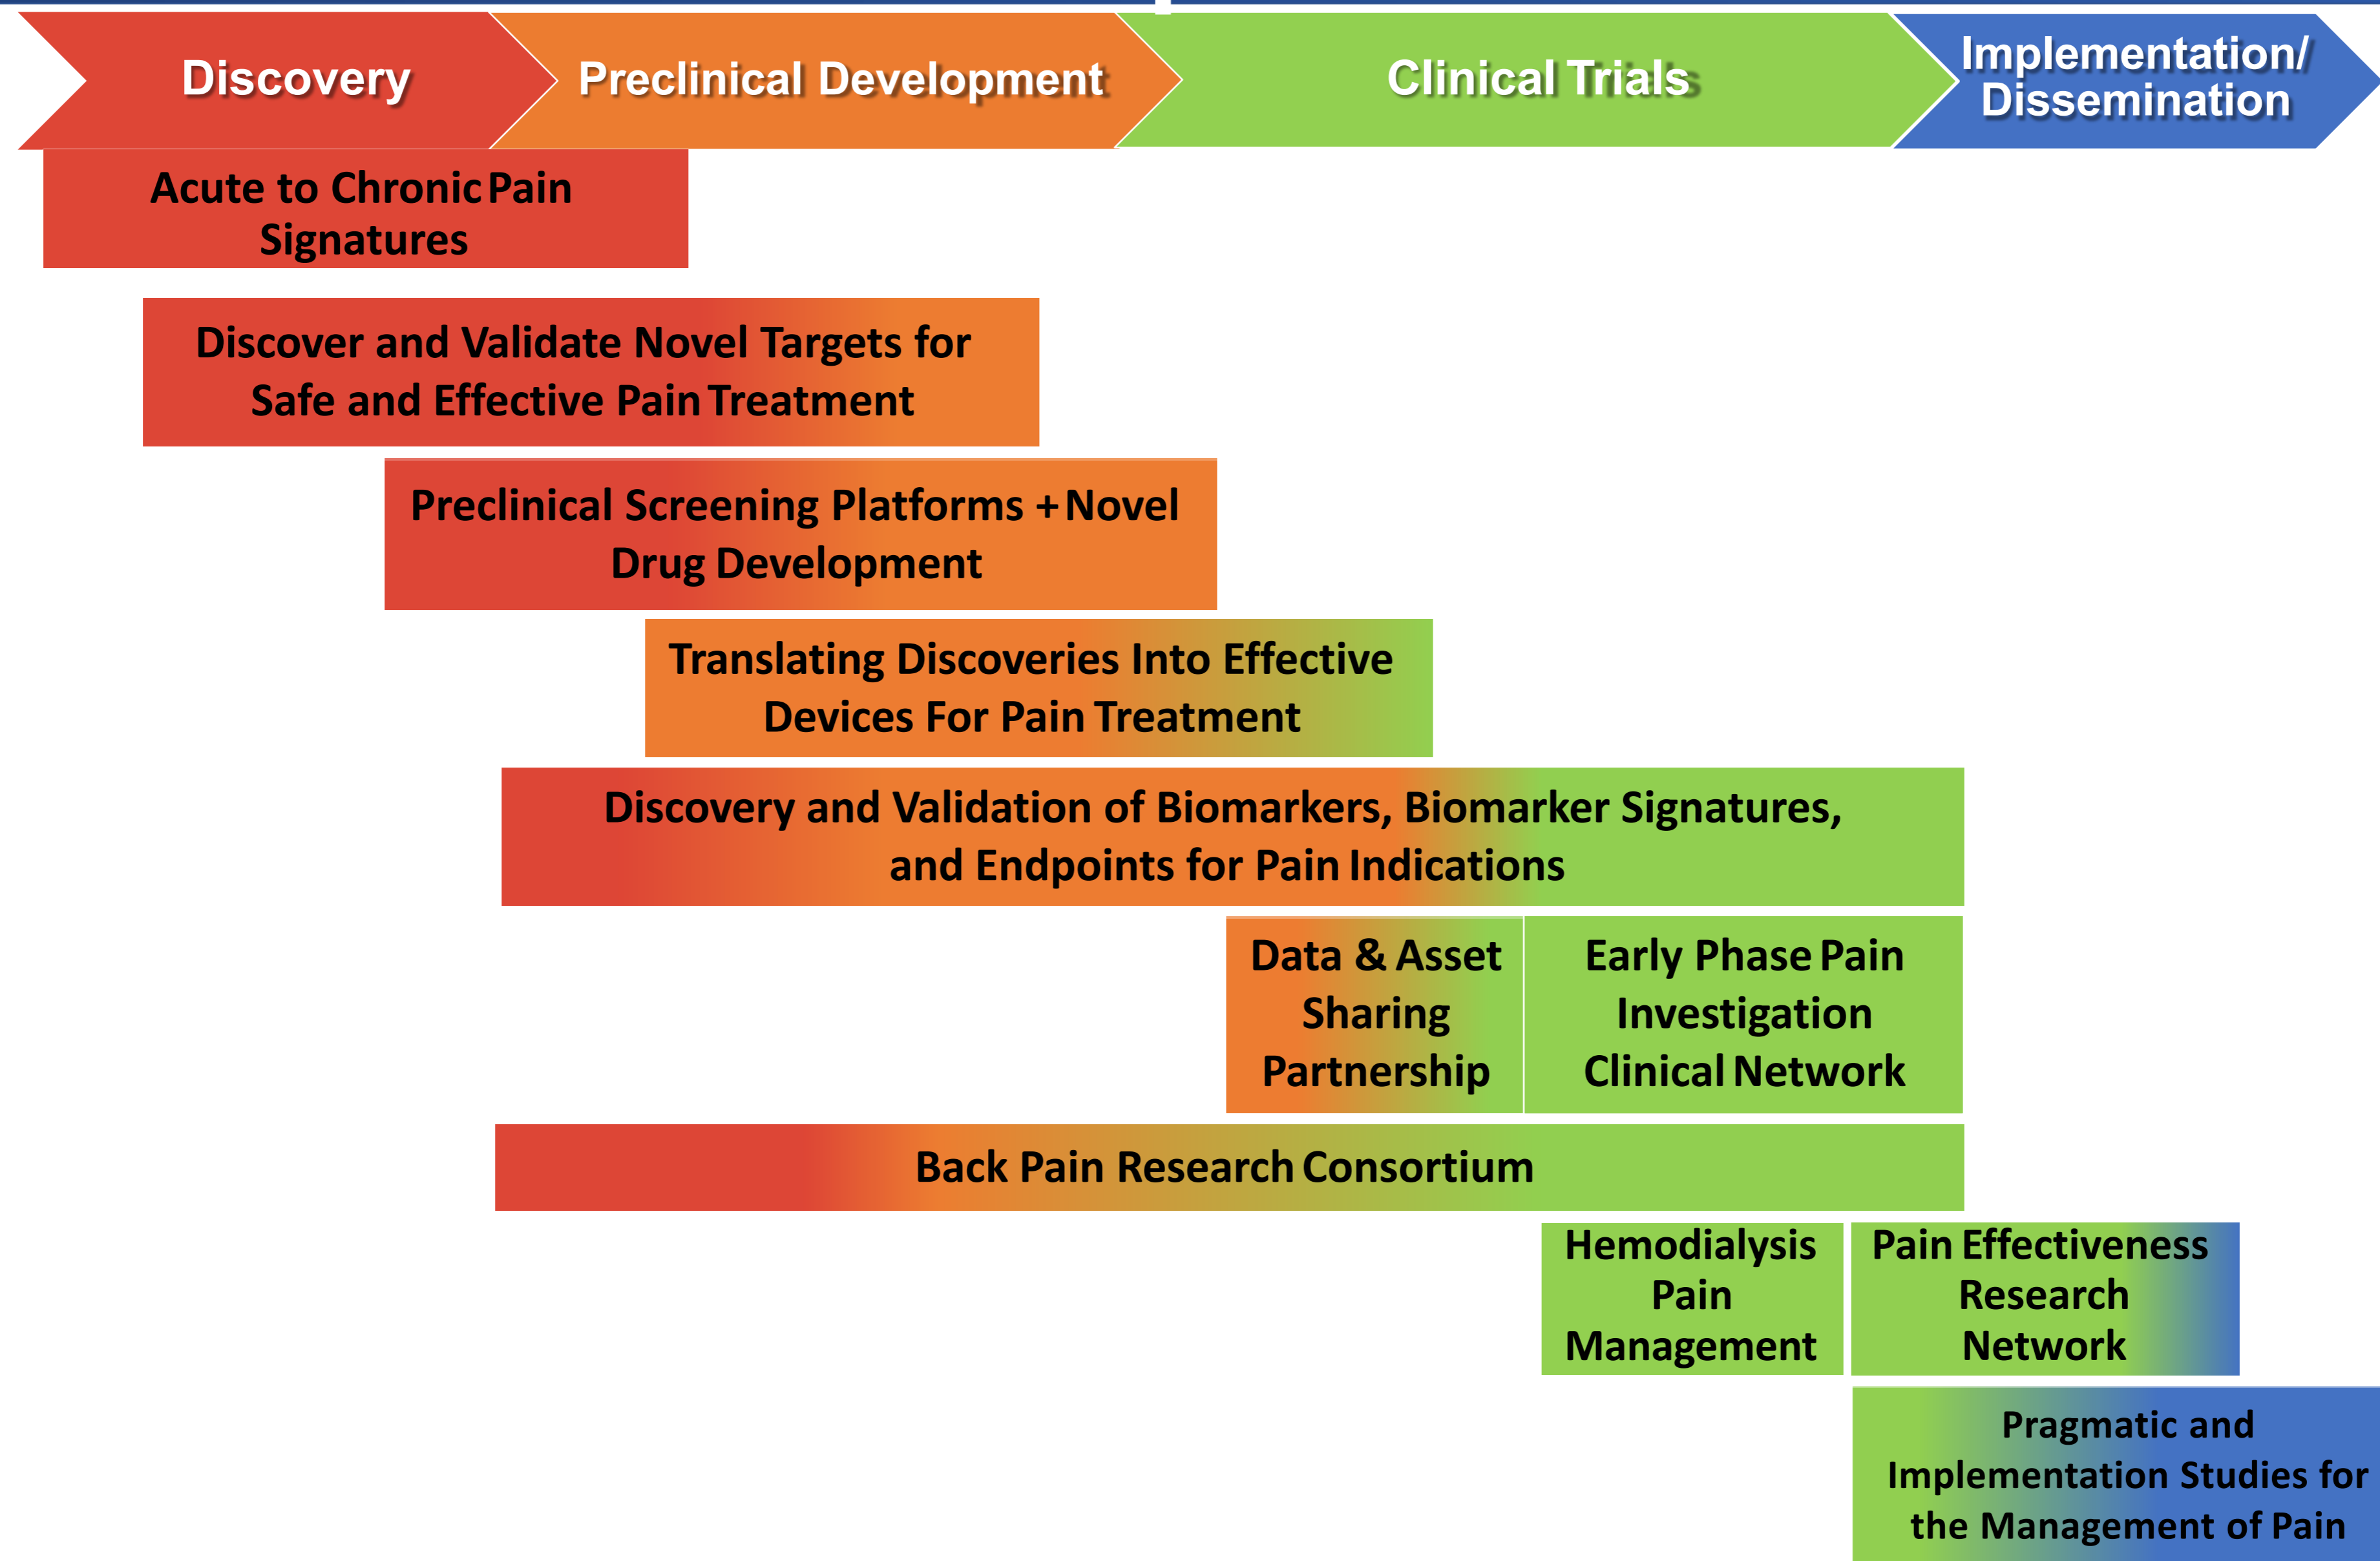 Discovery
Preclinical Development
Clinical Trials
Implementation/
Dissemination
Acute to Chronic Pain
Signatures
Discover and Validate Novel Targets for
Safe and Effective Pain Treatment
Preclinical Screening Platforms + Novel
Drug Development
Translating Discoveries Into Effective
Devices For Pain Treatment
Discovery and Validation of Biomarkers, Biomarker Signatures,
and Endpoints for Pain Indications
Data & Asset
Sharing
Partnership
Early Phase Pain
Investigation
Clinical Network
Back Pain Research Consortium
Hemodialysis
Pain
Management
Pain Effectiveness
Research
Network
Pragmatic and
Implementation Studies for
the Management of Pain